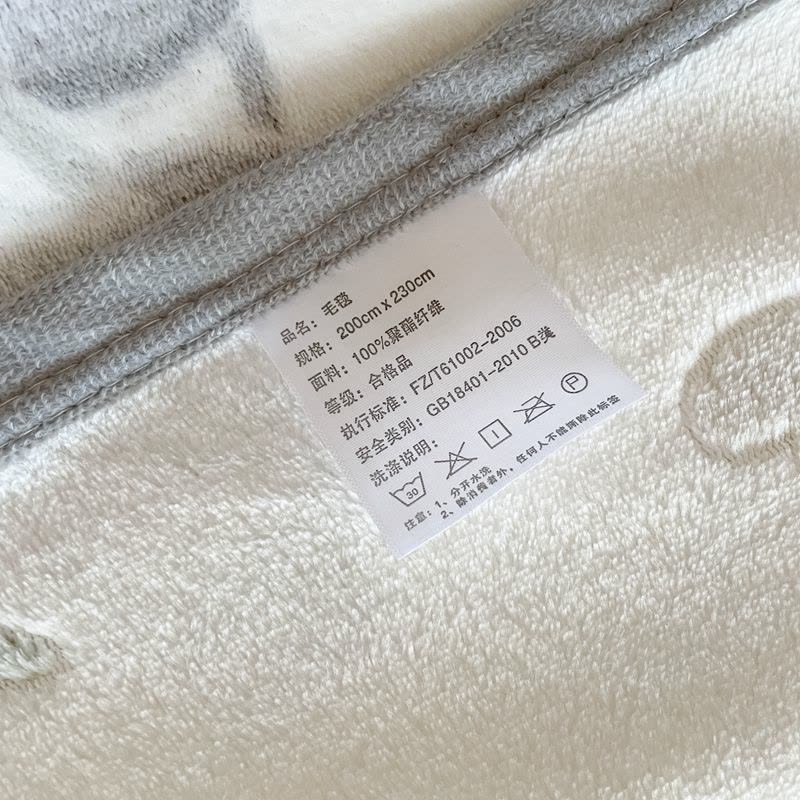 品名：毛毯
规格：200cm x 230cm
面料：100%聚酯纤维
等级：合格品
执行标准：FZ/T61002-2006
安全类别：GB18401-2010 B类
洗涤说明：
30 P
注意：1、分开水洗
2、除消费者外，任何人不能撕除此标签